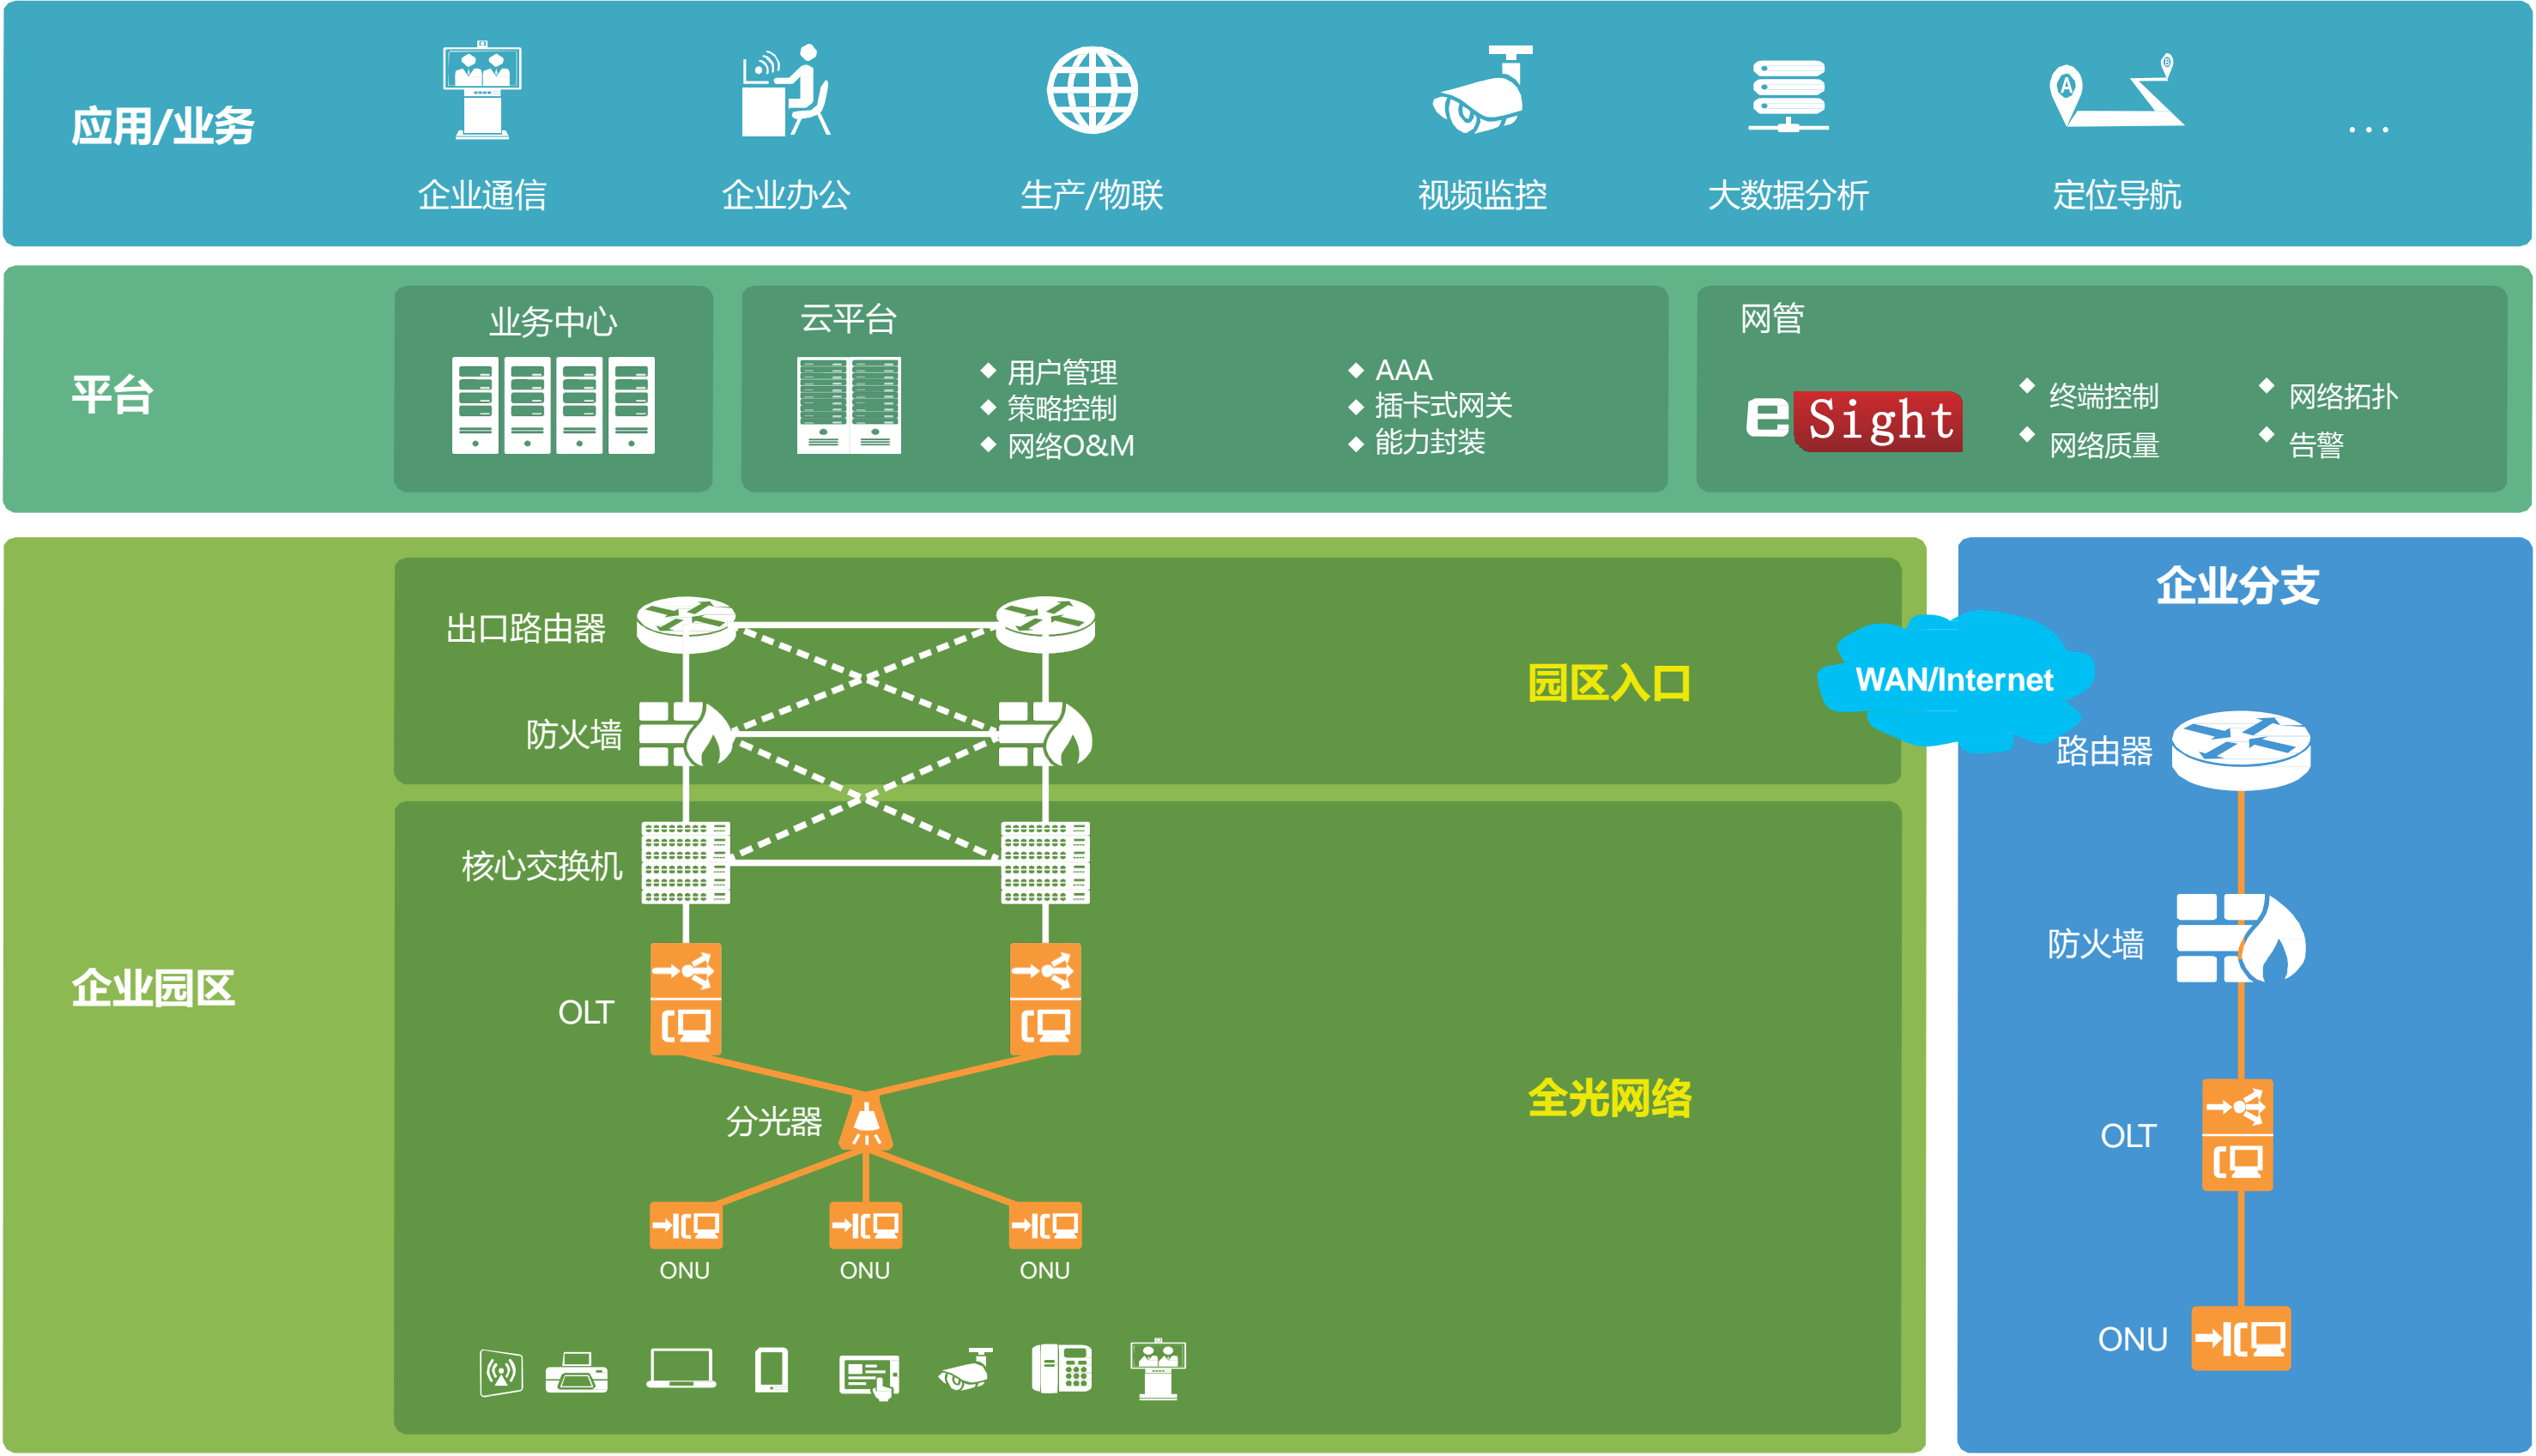 应用/业务
企业通信
企业办公
生产/物联
视频监控
大数据分析
定位导航
A
B
...
平台
业务中心
云平台
用户管理
策略控制
网络O&M
AAA
插卡式网关
能力封装
网管
eSight
终端控制
网络质量
网络拓扑
告警
企业园区
出口路由器
防火墙
园区入口
核心交换机
OLT
分光器
全光网络
ONU
ONU
ONU
WAN/Internet
企业分支
路由器
防火墙
OLT
ONU